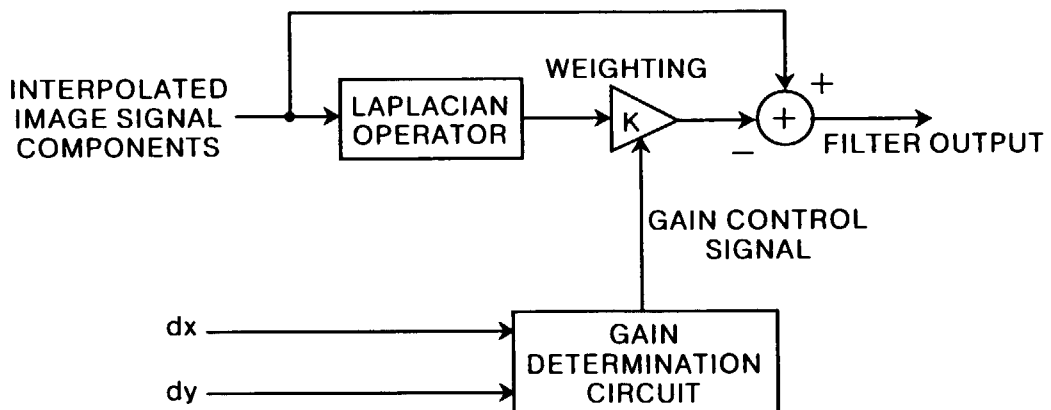 WEIGHTING
INTERPOLATED
IMAGE SIGNAL
COMPONENTS
LAPLACIAN
OPERATOR
K
+
+
−
FILTER OUTPUT
GAIN CONTROL
SIGNAL
dx
dy
GAIN
DETERMINATION
CIRCUIT